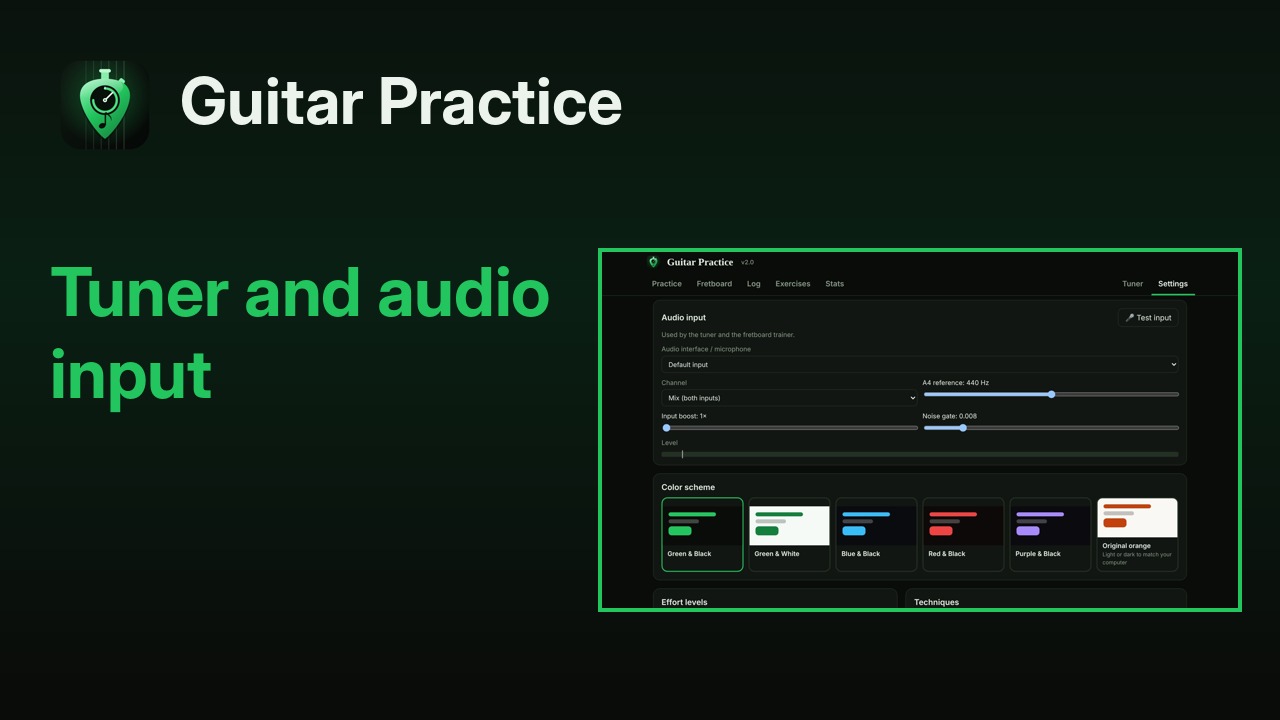 Guitar Practice
Tuner and audio
input
Guitar Practice v2.0
Practice Fretboard Log Exercises Stats Tuner Settings
Audio input
🎤 Test input
Used by the tuner and the fretboard trainer.
Audio interface / microphone
Default input
Channel
A4 reference: 440 Hz
Mix (both inputs)
Input boost: 1×
Noise gate: 0.008
Level
Color scheme
Green & Black
Green & White
Blue & Black
Red & Black
Purple & Black
Original orange
Light or dark to match your
computer
Effort levels
Techniques